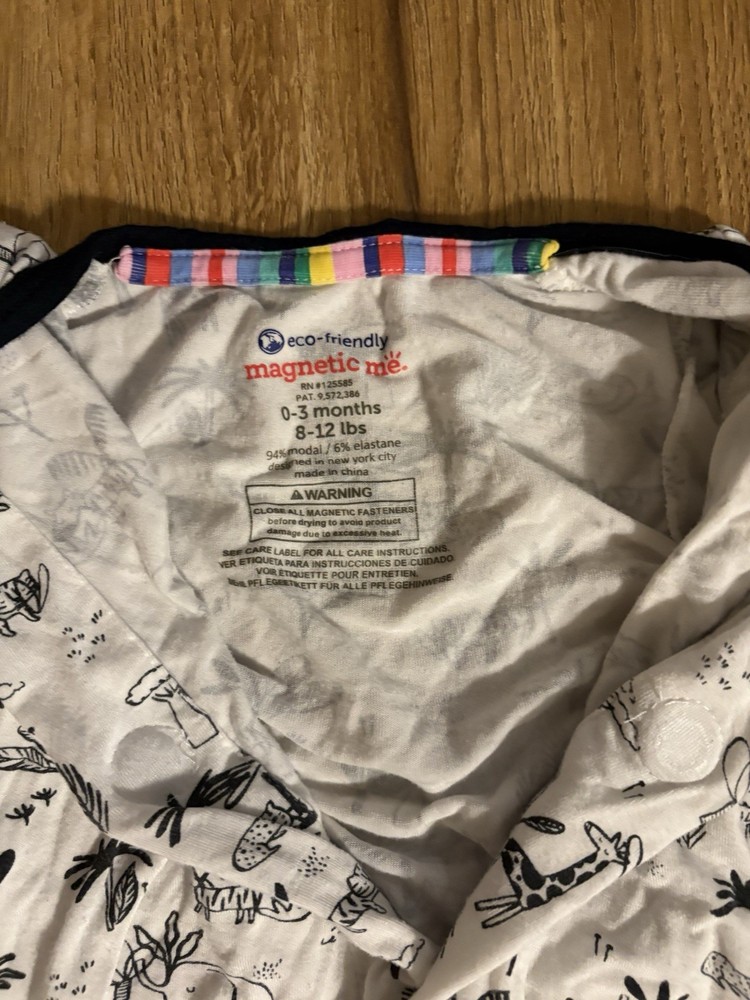 eco-friendly
magnetic me.
RN #125585
PAT. 9,572,386
0-3 months
8-12 lbs
94% modal / 6% elastane
designed in new york city
made in china
⚠WARNING
CLOSE ALL MAGNETIC FASTENERS
before drying to avoid product
damage due to excessive heat.
SEE CARE LABEL FOR ALL CARE INSTRUCTIONS.
VER ETIQUETA PARA INSTRUCCIONES DE CUIDADO
VOIR ÉTIQUETTE POUR ENTRETIEN.
PFLEGEETIKETT FÜR ALLE PFLEGEHINWEISE.